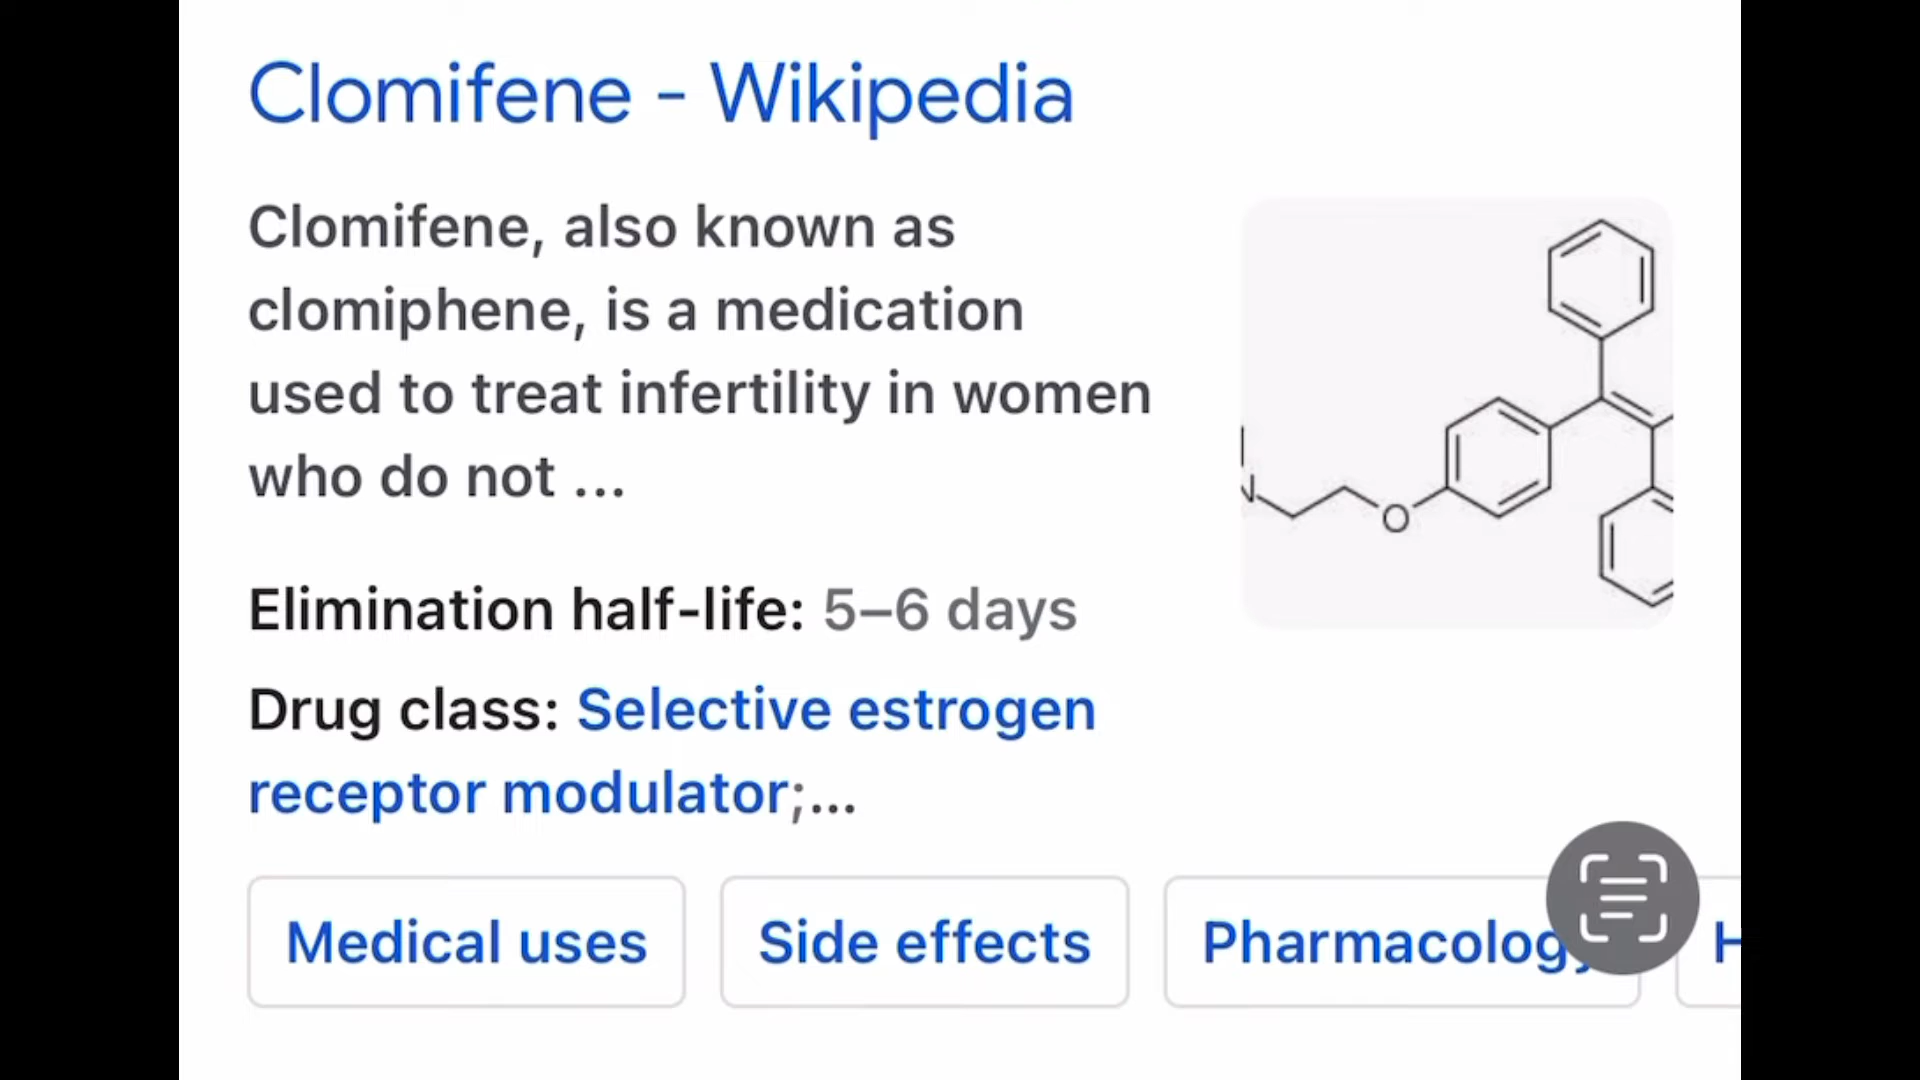 Clomifene - Wikipedia
Clomifene, also known as
clomiphene, is a medication
used to treat infertility in women
who do not ...
Elimination half-life: 5–6 days
Drug class: Selective estrogen
receptor modulator;...
Medical uses
Side effects
Pharmacology
H
N
O